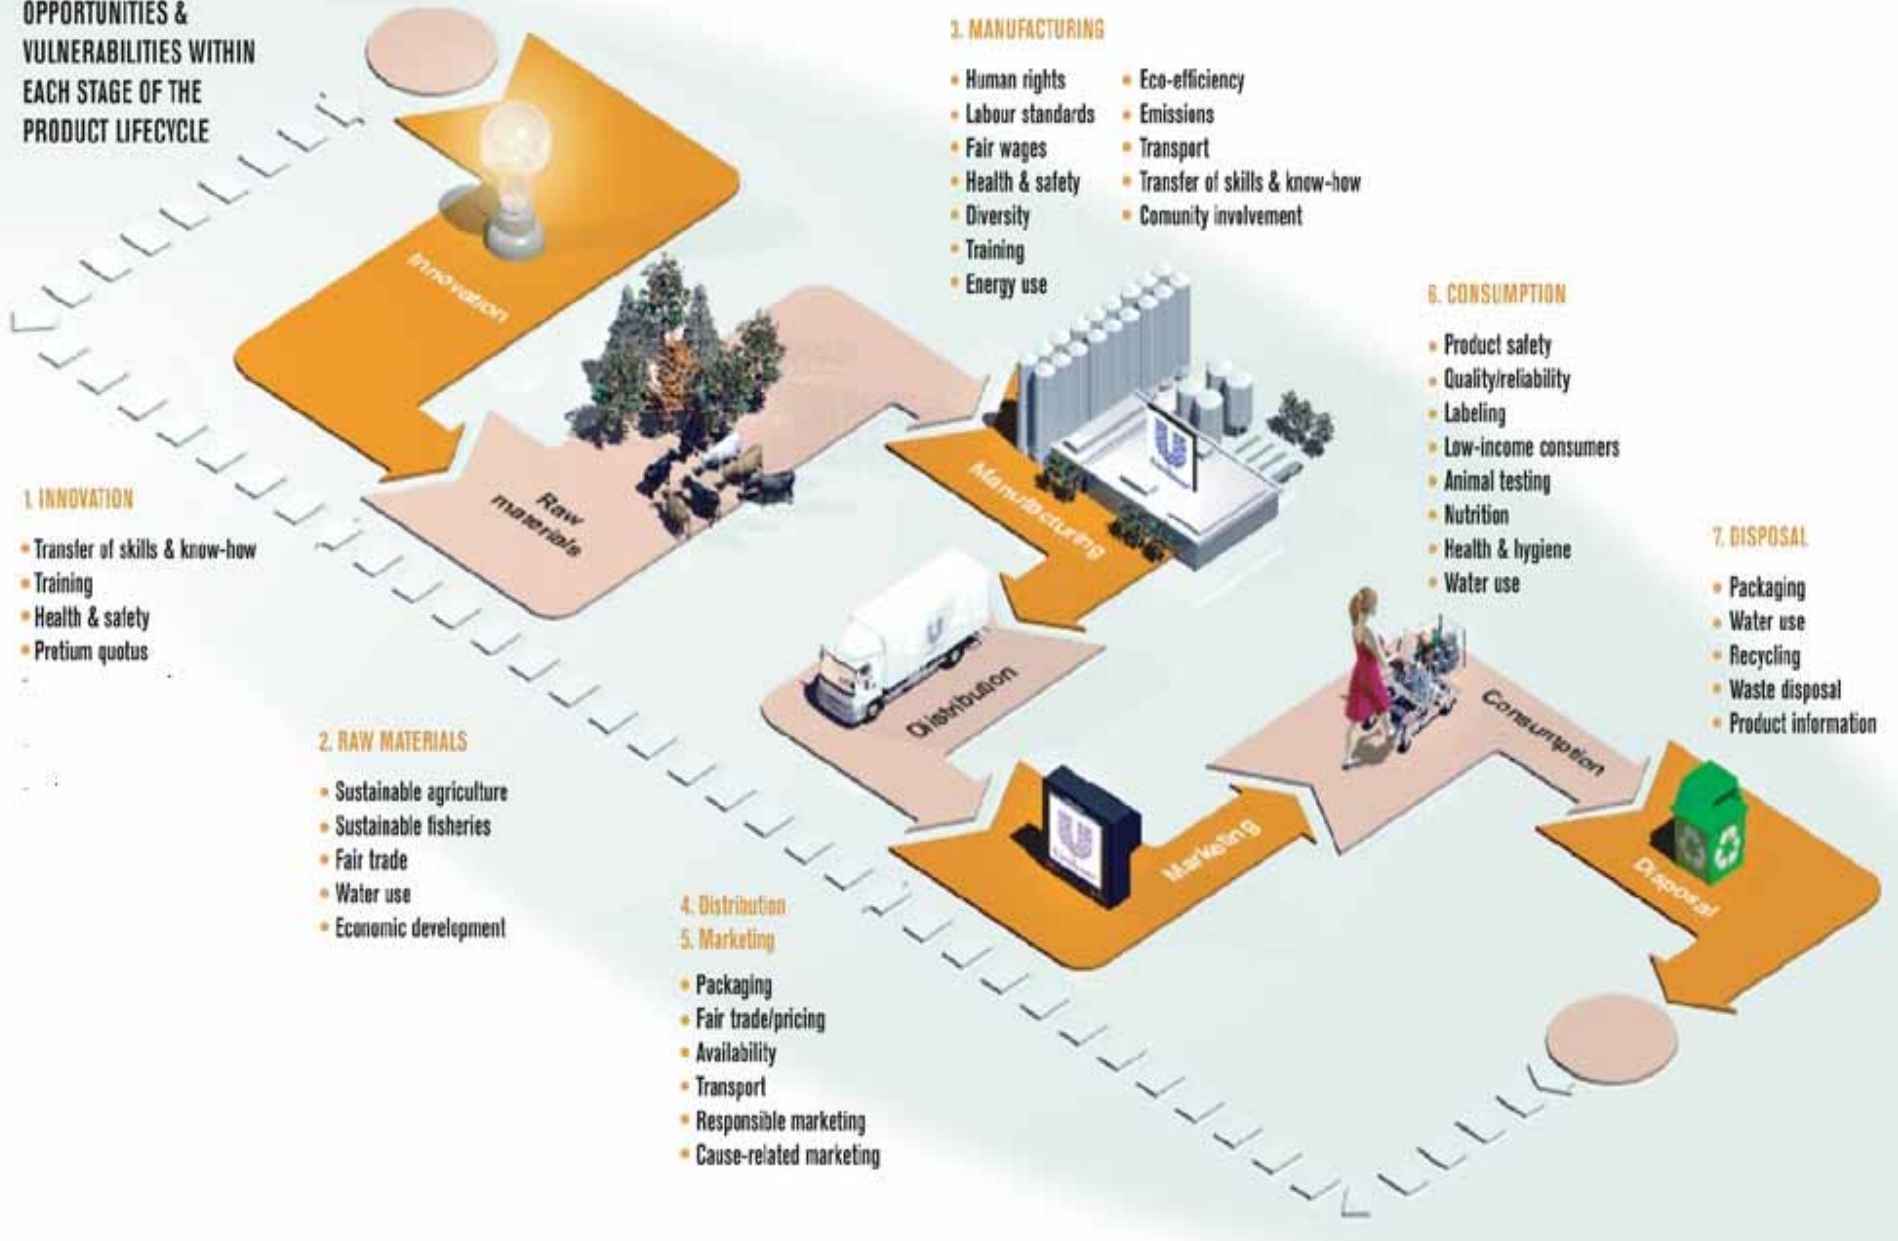 OPPORTUNITIES &
VULNERABILITIES WITHIN
EACH STAGE OF THE
PRODUCT LIFECYCLE
3. MANUFACTURING
• Human rights
• Labour standards
• Fair wages
• Health & safety
• Diversity
• Training
• Energy use
• Eco-efficiency
• Emissions
• Transport
• Transfer of skills & know-how
• Comunity involvement
6. CONSUMPTION
• Product safety
• Quality/reliability
• Labeling
• Low-income consumers
• Animal testing
• Nutrition
• Health & hygiene
• Water use
7. DISPOSAL
• Packaging
• Water use
• Recycling
• Waste disposal
• Product information
1. INNOVATION
• Transfer of skills & know-how
• Training
• Health & safety
• Pretium quotus
2. RAW MATERIALS
• Sustainable agriculture
• Sustainable fisheries
• Fair trade
• Water use
• Economic development
4. Distribution
5. Marketing
• Packaging
• Fair trade/pricing
• Availability
• Transport
• Responsible marketing
• Cause-related marketing
Innovation
Raw
materials
Manufacturing
Distribution
Marketing
Consumption
Disposal